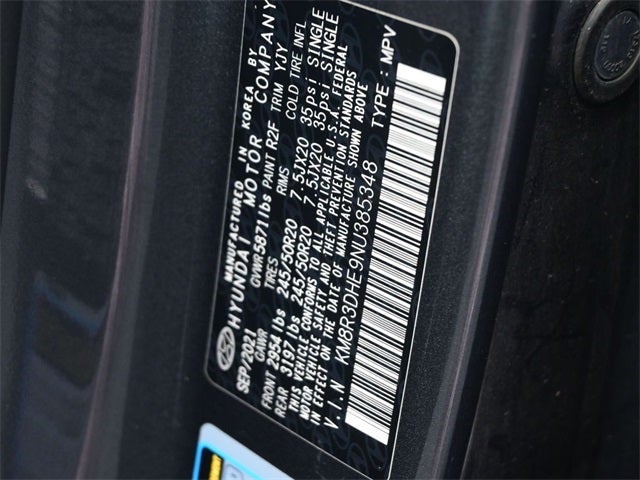 MANUFACTURED IN KOREA BY
HYUNDAI MOTOR COMPANY
SEP/2021 GVWR 5871 lbs PAINT R2F TRIM YJY
GAWR TIRES RIMS COLD TIRE INFL
FRONT 2954 lbs 245/50R20 7.5JX20 35psi SINGLE
REAR 3197 lbs 245/50R20 7.5JX20 35psi SINGLE
THIS VEHICLE CONFORMS TO ALL APPLICABLE U.S.A. FEDERAL
MOTOR VEHICLE SAFETY AND THEFT PREVENTION STANDARDS
IN EFFECT ON THE DATE OF MANUFACTURE SHOWN ABOVE
V.I.N KM8R3DHE9NU385348 TYPE: MPV